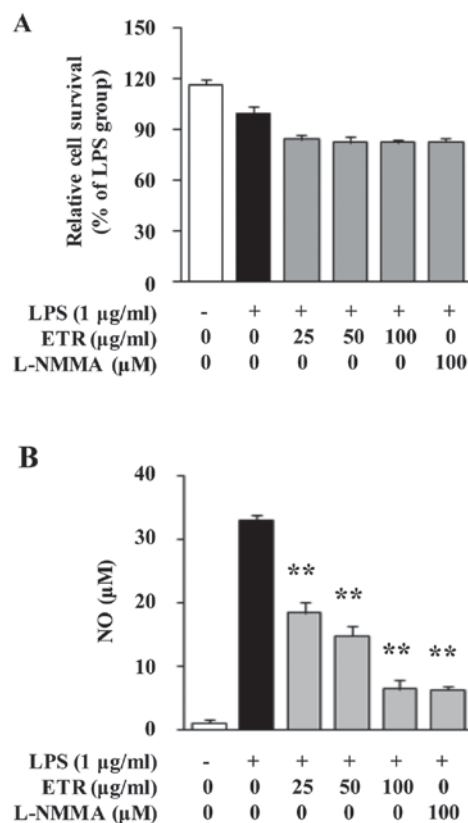 A
Relative cell survival
(% of LPS group)
150
120
90
60
30
0
LPS (1 µg/ml) - + + + + +
ETR (µg/ml) 0 0 25 50 100 0
L-NMMA (µM) 0 0 0 0 0 100
B
NO (µM)
40
30
20
10
0
** ** ** **
LPS (1 µg/ml) - + + + + +
ETR (µg/ml) 0 0 25 50 100 0
L-NMMA (µM) 0 0 0 0 0 100